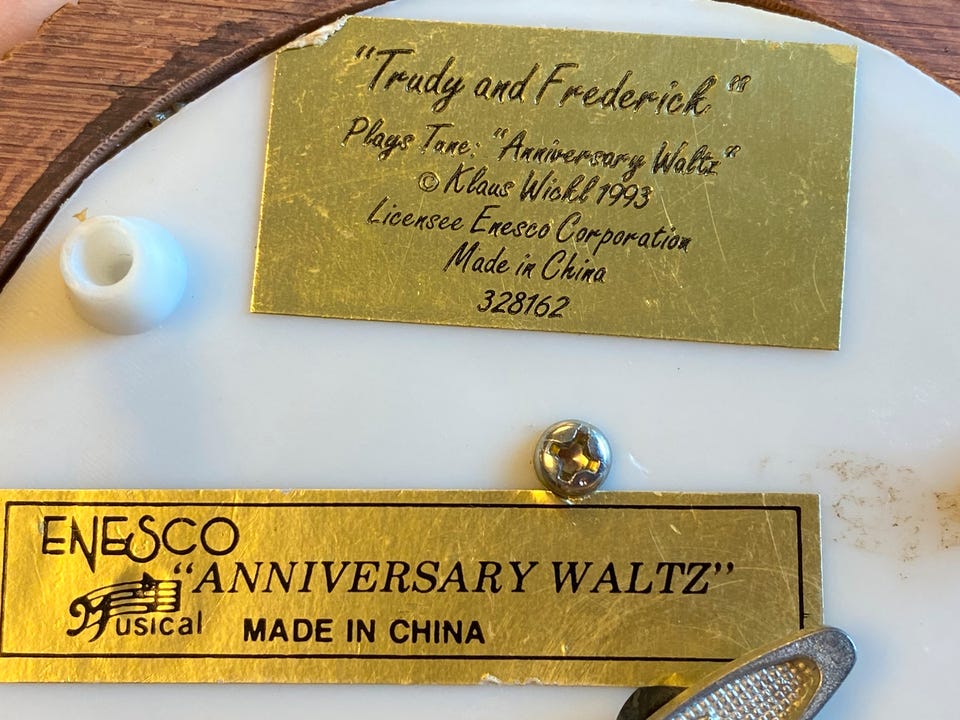 "Trudy and Frederick"
Plays Tune: "Anniversary Waltz"
© Klaus Wickl 1993
Licensee Enesco Corporation
Made in China
328162
ENESCO
"ANNIVERSARY WALTZ"
Musical
MADE IN CHINA